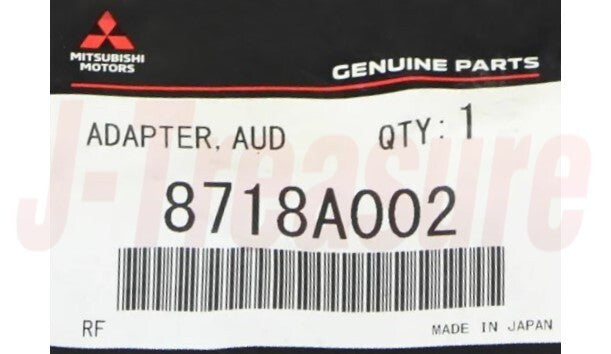 MITSUBISHI
MOTORS
GENUINE PARTS
ADAPTER, AUD QTY: 1
8718A002
RF MADE IN JAPAN
J-Treasure